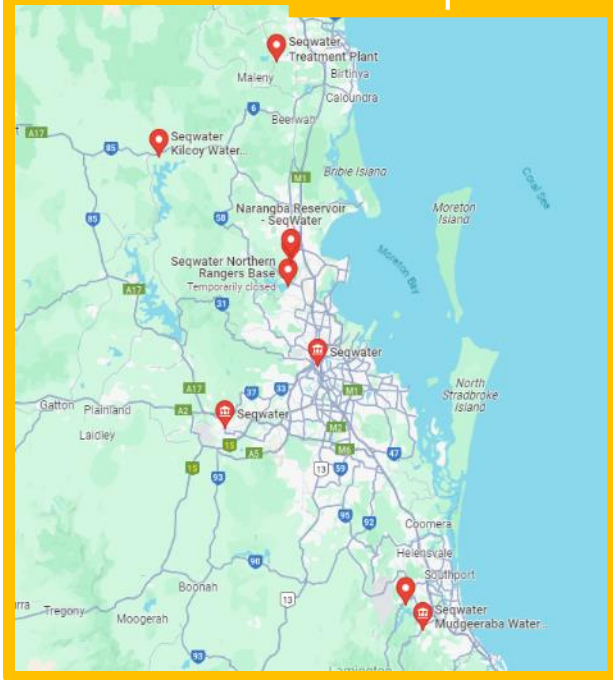 Seqwater
Treatment Plant
Maleny
Birtinya
Caloundra
6
Beerwah
A17
85
Seqwater
Kilcoy Water...
Bribie Island
M1
Coral Sea
Narangba Reservoir
- SeqWater
Moreton
Island
85
58
Seqwater Northern
Rangers Base
Temporarily closed
Moreton Bay
A17
31
Seqwater
North
Stradbroke
Island
A17
37
33
M1
Gatton
Plainland
A2
Seqwater
Laidley
M2
15
A5
M6
47
15
93
13
59
95
92
Coomera
Helensvale
90
Southport
Boonah
13
Seqwater
Mudgeeraba Water...
rra
Tregony
Moogerah
93
Lamington